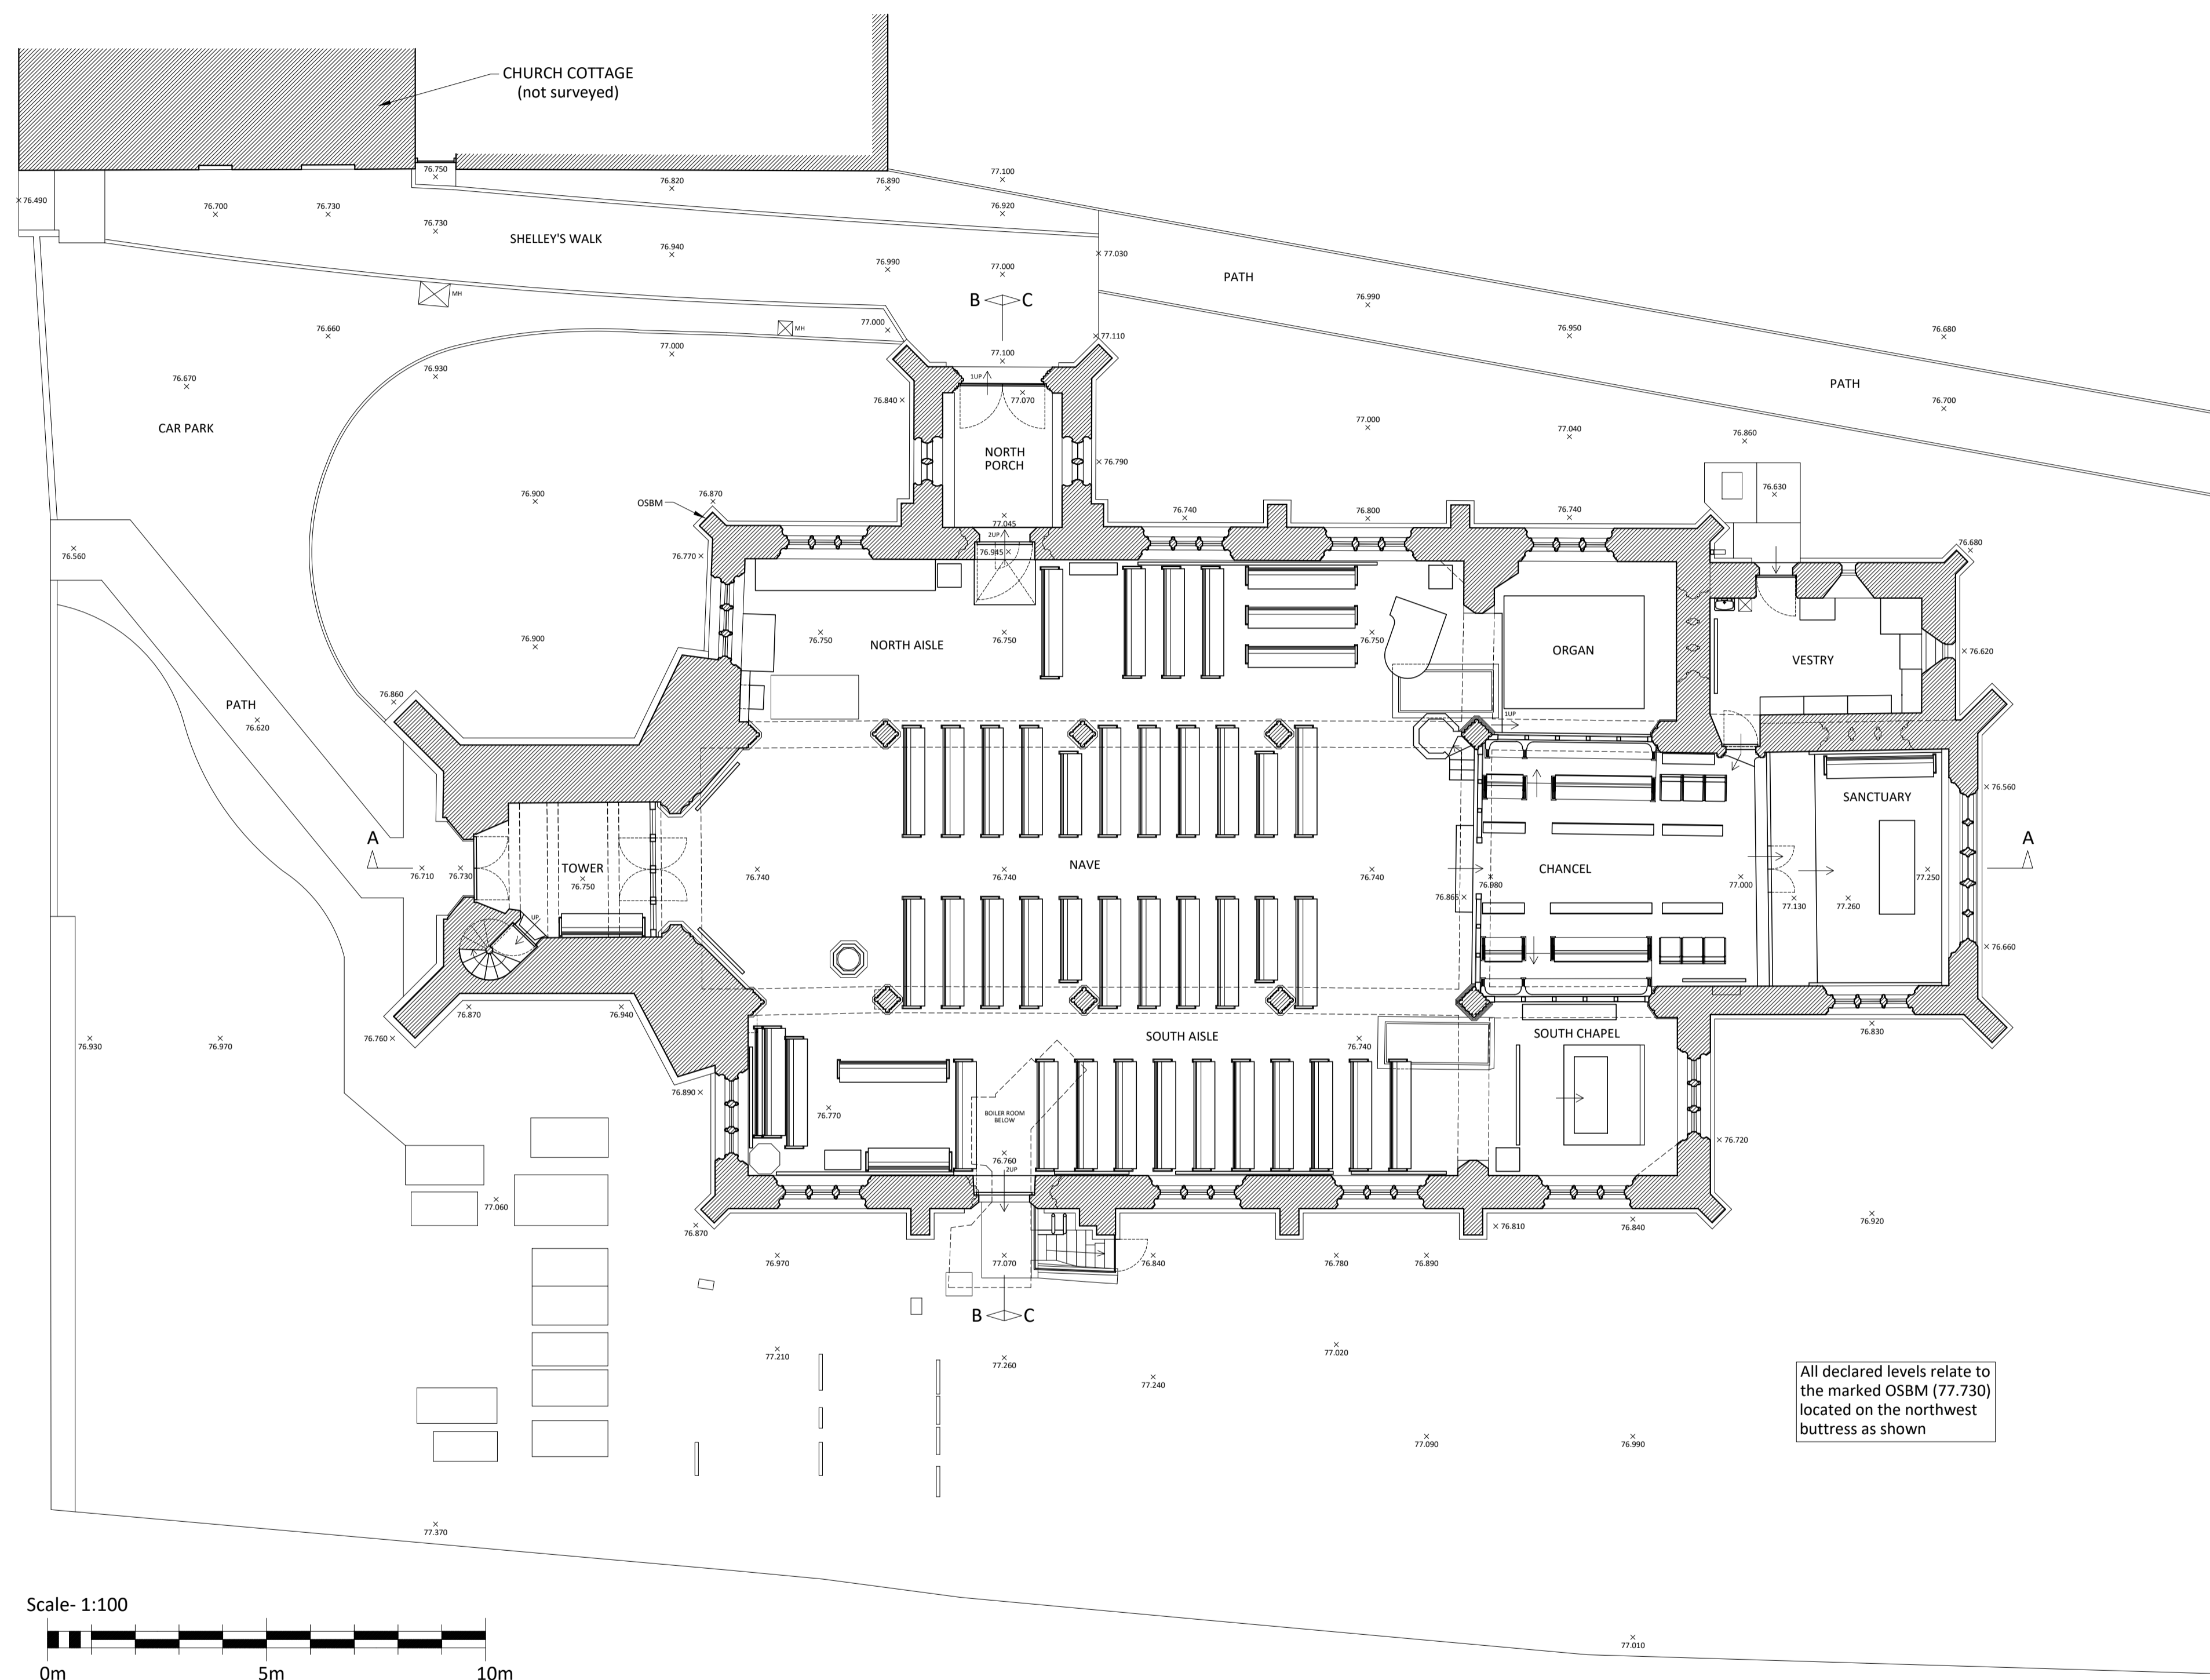 CHURCH COTTAGE
(not surveyed)
76.750
76.820
76.890
77.100
76.490
76.700
76.730
76.730
76.920
SHELLEY'S WALK
76.940
76.990
77.000
77.030
PATH
B
C
MH
76.990
76.660
MH
77.000
76.950
76.680
77.000
77.100
77.110
76.930
1UP
76.670
76.840
77.070
PATH
76.700
CAR PARK
77.000
77.040
76.860
NORTH
PORCH
76.790
76.630
OSBM
76.870
76.900
77.045
76.740
76.800
76.740
2UP
76.560
76.770
76.945
76.680
76.900
76.750
NORTH AISLE
76.750
76.750
ORGAN
VESTRY
76.620
76.860
PATH
76.620
1UP
76.560
SANCTUARY
A
A
TOWER
76.750
NAVE
CHANCEL
76.710
76.730
76.740
76.740
76.740
76.980
77.000
77.250
76.865
77.130
77.260
UP
76.660
76.870
76.940
76.930
76.970
76.760
SOUTH AISLE
76.740
SOUTH CHAPEL
76.830
76.890
76.770
BOILER ROOM
BELOW
76.720
76.760
2UP
77.060
76.870
76.810
76.840
76.920
76.970
77.070
76.840
76.780
76.890
B
C
77.210
77.260
77.240
77.020
All declared levels relate to
the marked OSBM (77.730)
located on the northwest
buttress as shown
77.090
76.990
77.370
Scale- 1:100
0m
5m
10m
77.010